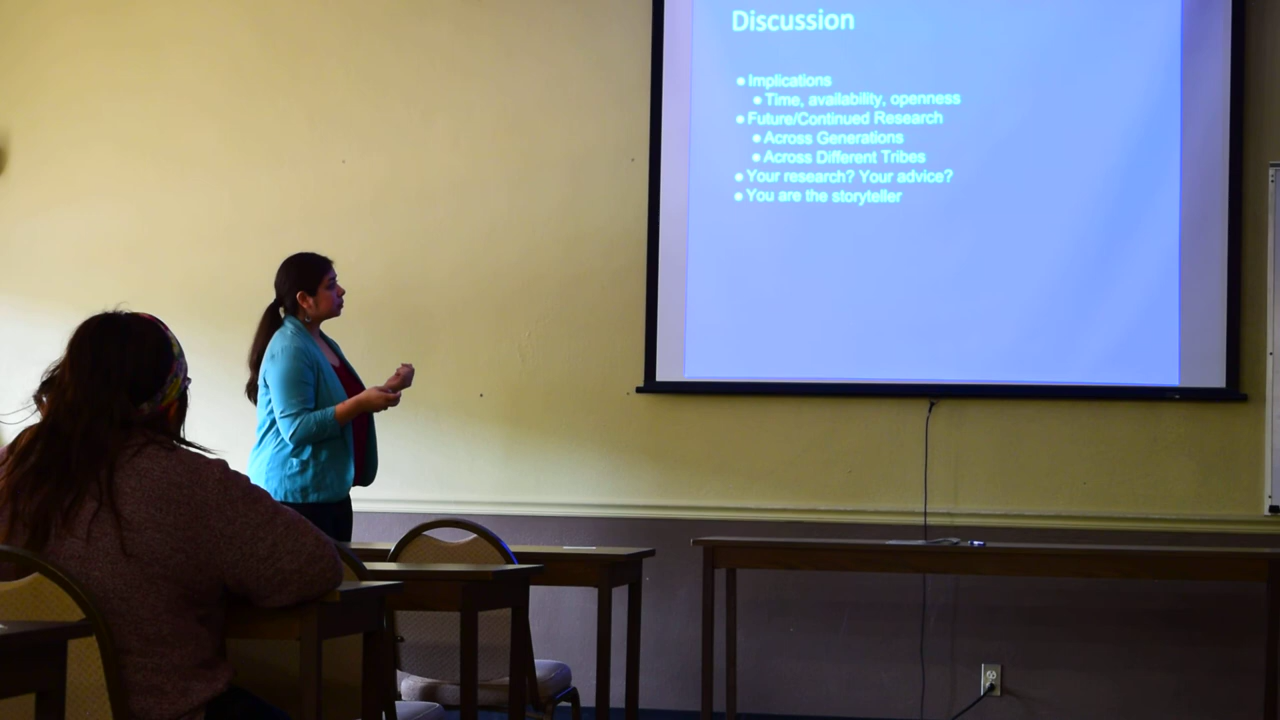 Discussion
• Implications
• Time, availability, openness
• Future/Continued Research
• Across Generations
• Across Different Tribes
• Your research? Your advice?
• You are the storyteller